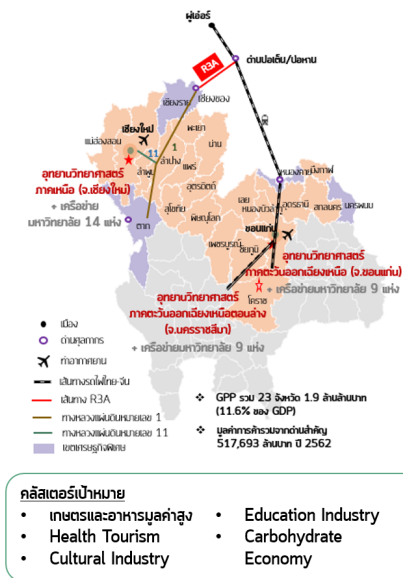 ผู่เอ่อร์
R3A
ด่านบ่อเต็น/บ่อหาน
เชียงราย
เชียงของ
พะเยา
แม่ฮ่องสอน
เชียงใหม่
น่าน
11
1
ลำปาง
แพร่
ลำพูน
อุตรดิตถ์
สุโขทัย
พิษณุโลก
ตาก
หนองคาย
บึงกาฬ
เลย
หนองบัวลำภู
อุดรธานี
สกลนคร
นครพนม
ขอนแก่น
เพชรบูรณ์
ชัยภูมิ
โคราช
อุทยานวิทยาศาสตร์
ภาคเหนือ (จ.เชียงใหม่)
+ เครือข่าย
มหาวิทยาลัย 14 แห่ง
อุทยานวิทยาศาสตร์
ภาคตะวันออกเฉียงเหนือ (จ.ขอนแก่น)
+ เครือข่ายมหาวิทยาลัย 9 แห่ง
อุทยานวิทยาศาสตร์
ภาคตะวันออกเฉียงเหนือตอนล่าง
(จ.นครราชสีมา)
+ เครือข่ายมหาวิทยาลัย 9 แห่ง
เมือง
ด่านศุลกากร
ท่าอากาศยาน
เส้นทางรถไฟไทย-จีน
เส้นทาง R3A
ทางหลวงแผ่นดินหมายเลข 1
ทางหลวงแผ่นดินหมายเลข 11
เขตเศรษฐกิจพิเศษ
❖ GPP รวม 23 จังหวัด 1.9 ล้านล้านบาท
(11.6% ของ GDP)
❖ มูลค่าการค้ารวมจากด่านสำคัญ
517,693 ล้านบาท ปี 2562
คลัสเตอร์เป้าหมาย
• เกษตรและอาหารมูลค่าสูง
• Health Tourism
• Cultural Industry
• Education Industry
• Carbohydrate
Economy